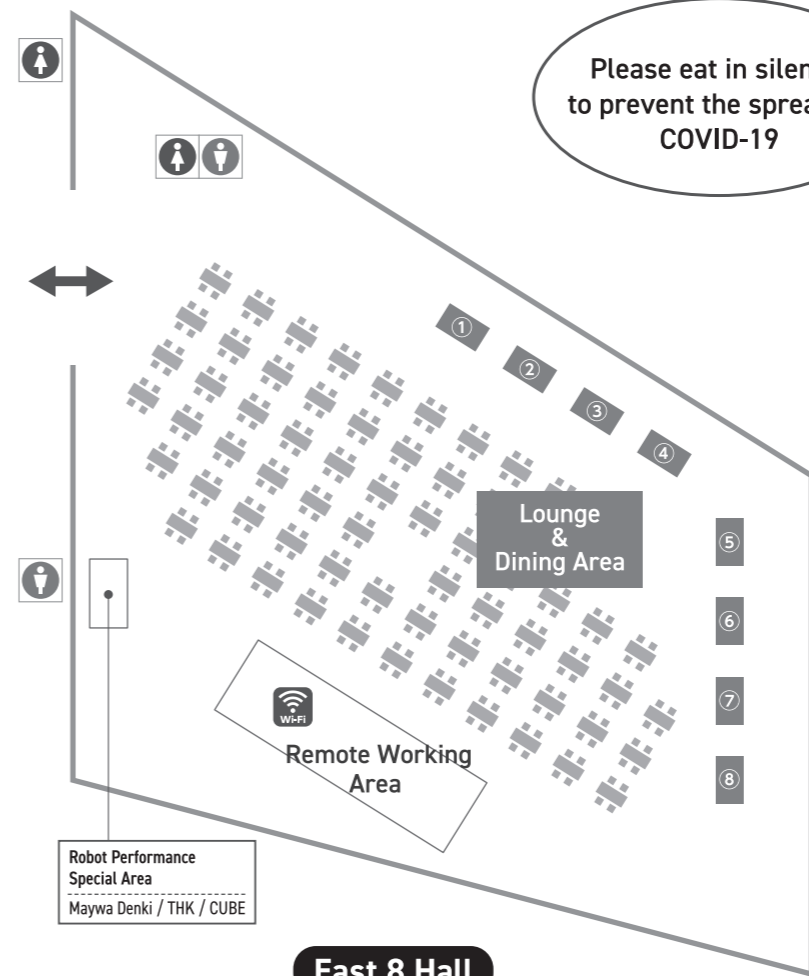 Please eat in silen
to prevent the sprea
COVID-19
①
②
③
④
Lounge
&
Dining Area
⑤
⑥
⑦
⑧
Wi-Fi
Remote Working
Area
Robot Performance
Special Area
Maywa Denki / THK / CUBE
East 8 Hall